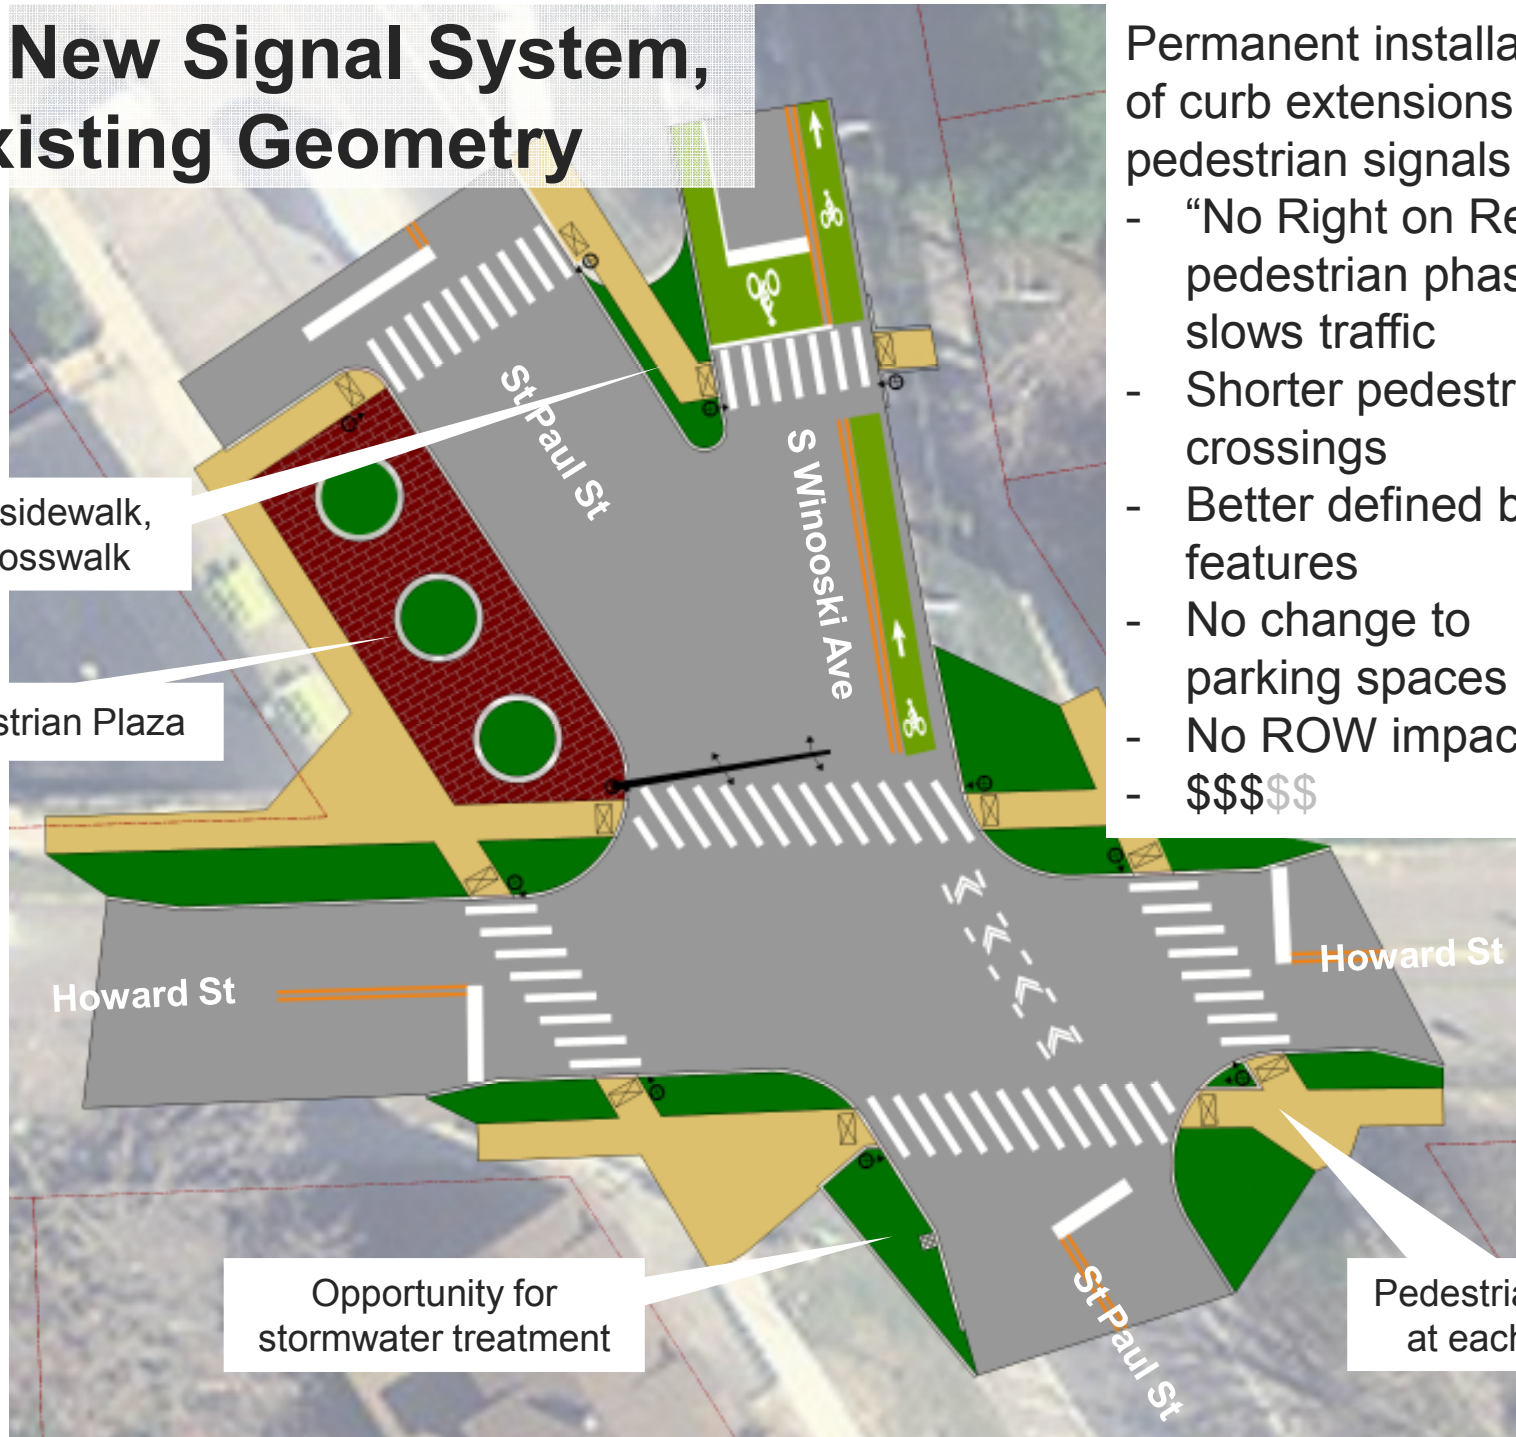 New Signal System,
xisting Geometry
Permanent installa
of curb extensions
pedestrian signals
- “No Right on Re
pedestrian phas
slows traffic
- Shorter pedestr
crossings
- Better defined b
features
- No change to
parking spaces
- No ROW impac
- $$$$$
St Paul St
S Winooski Ave
sidewalk,
osswalk
strian Plaza
Howard St
Howard St
Opportunity for
stormwater treatment
St Paul St
Pedestria
at each